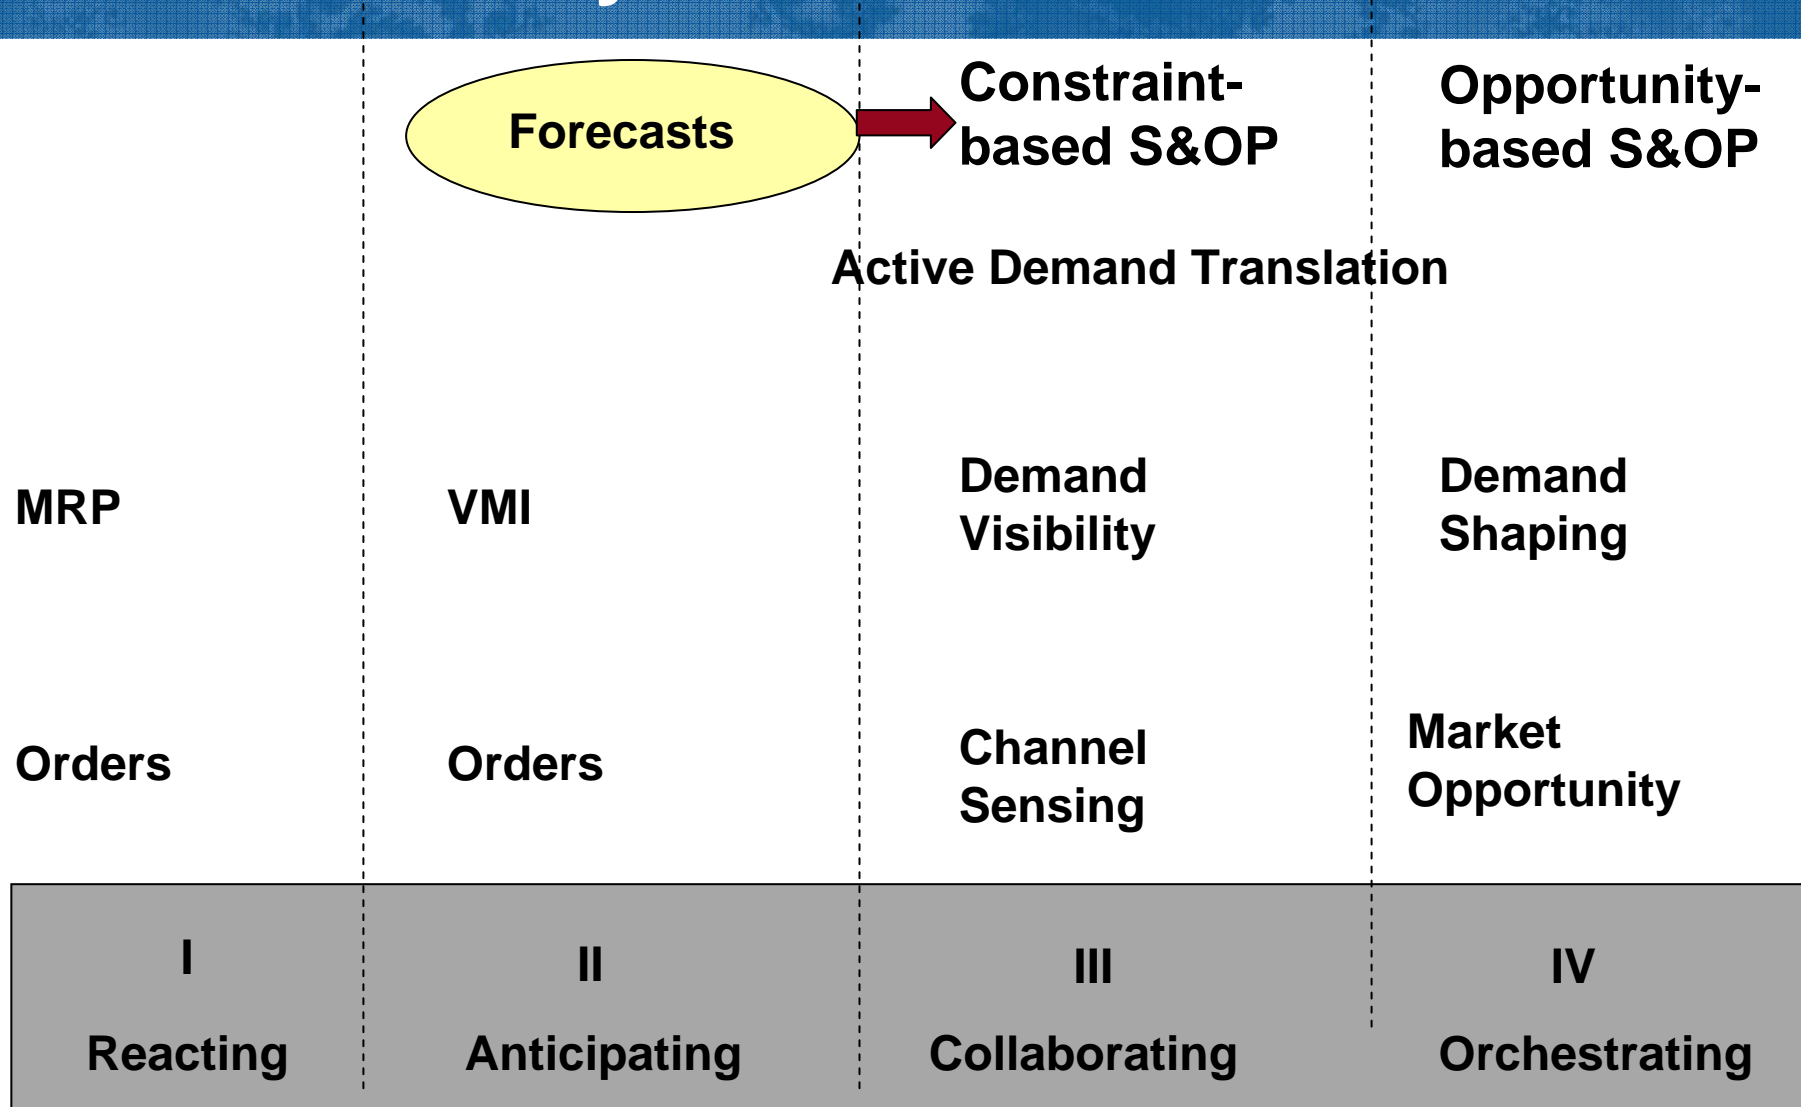 Forecasts
Constraint-
based S&OP
Opportunity-
based S&OP
Active Demand Translation
MRP
VMI
Demand
Visibility
Demand
Shaping
Orders
Orders
Channel
Sensing
Market
Opportunity
I
II
III
IV
Reacting
Anticipating
Collaborating
Orchestrating